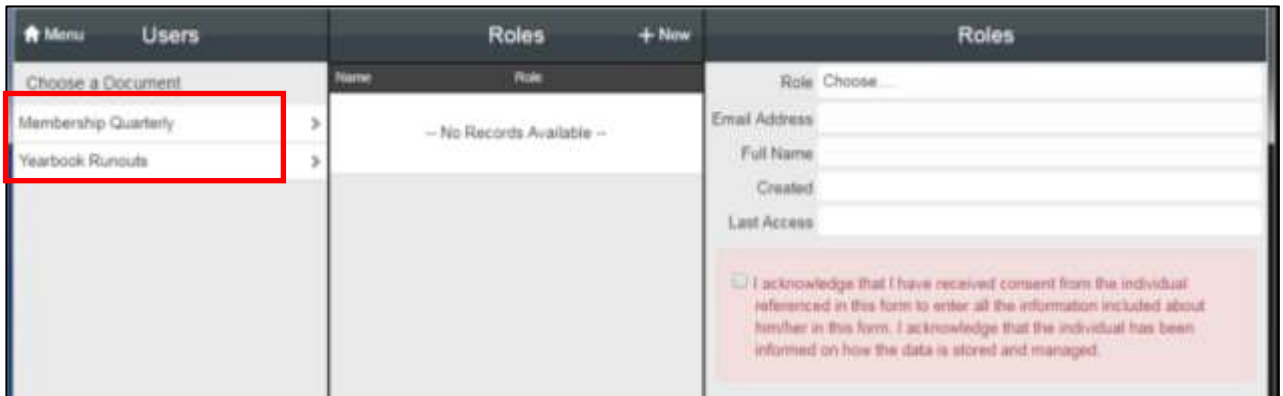 Menu Users
Choose a Document
Membership Quarterly
Yearbook Runouts
Roles + New
Name Role
-- No Records Available --
Roles
Role Choose....
Email Address
Full Name
Created
Last Access
I acknowledge that I have received consent from the individual
referenced in this form to enter all the information included about
him/her in this form. I acknowledge that the individual has been
informed on how the data is stored and managed.